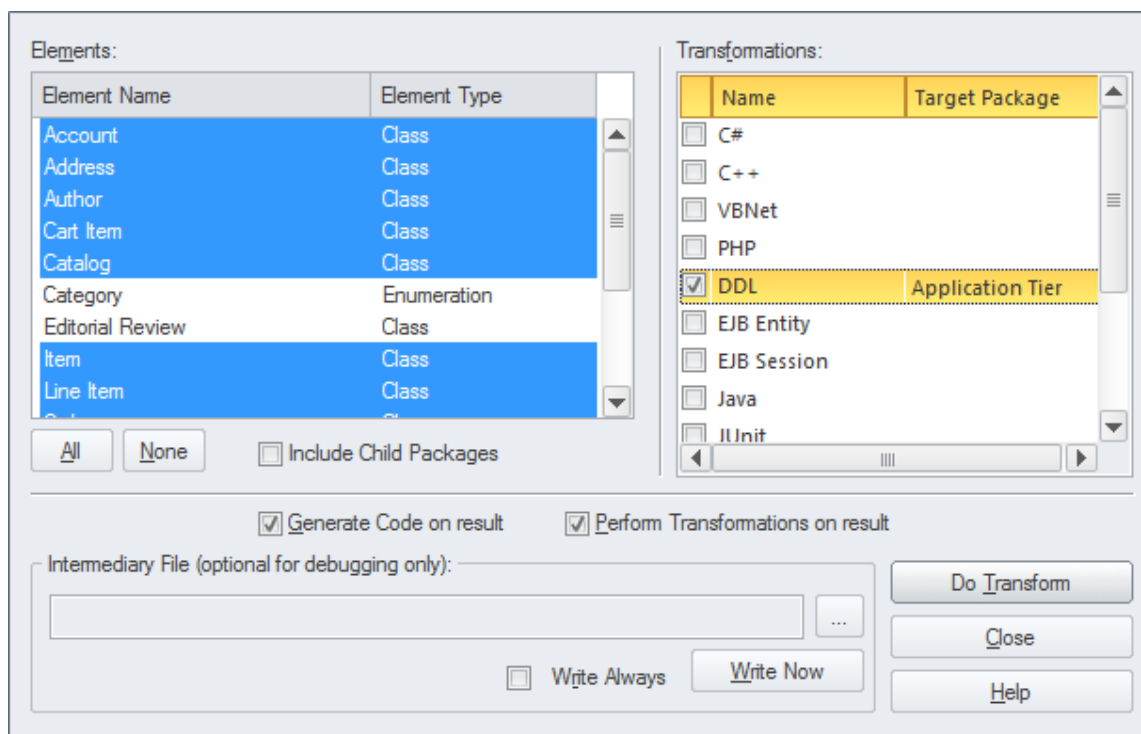 Elements:
Element Name Element Type
Account Class
Address Class
Author Class
Cart Item Class
Catalog Class
Category Enumeration
Editorial Review Class
Item Class
Line Item Class
All None Include Child Packages
Transformations:
Name Target Package
C#
C++
VBNet
PHP
DDL Application Tier
EJB Entity
EJB Session
Java
JUnit
Generate Code on result Perform Transformations on result
Intermediary File (optional for debugging only):
...
Write Always Write Now
Do Transform
Close
Help